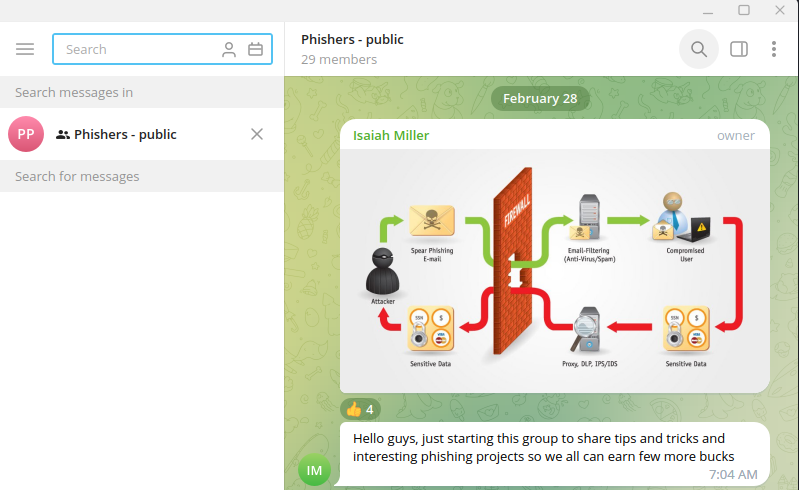 Search
Phishers - public
29 members
Search messages in
PP
Phishers - public
Search for messages
February 28
Isaiah Miller
owner
FIREWALL
Spear Phishing
E-mail
Email-Filtering
(Anti-Virus/Spam)
Compromised
User
Attacker
SSN
$
Sensitive Data
Proxy, DLP, IPS/IDS
SSN
$
Sensitive Data
4
Hello guys, just starting this group to share tips and tricks and
interesting phishing projects so we all can earn few more bucks
IM
7:04 AM